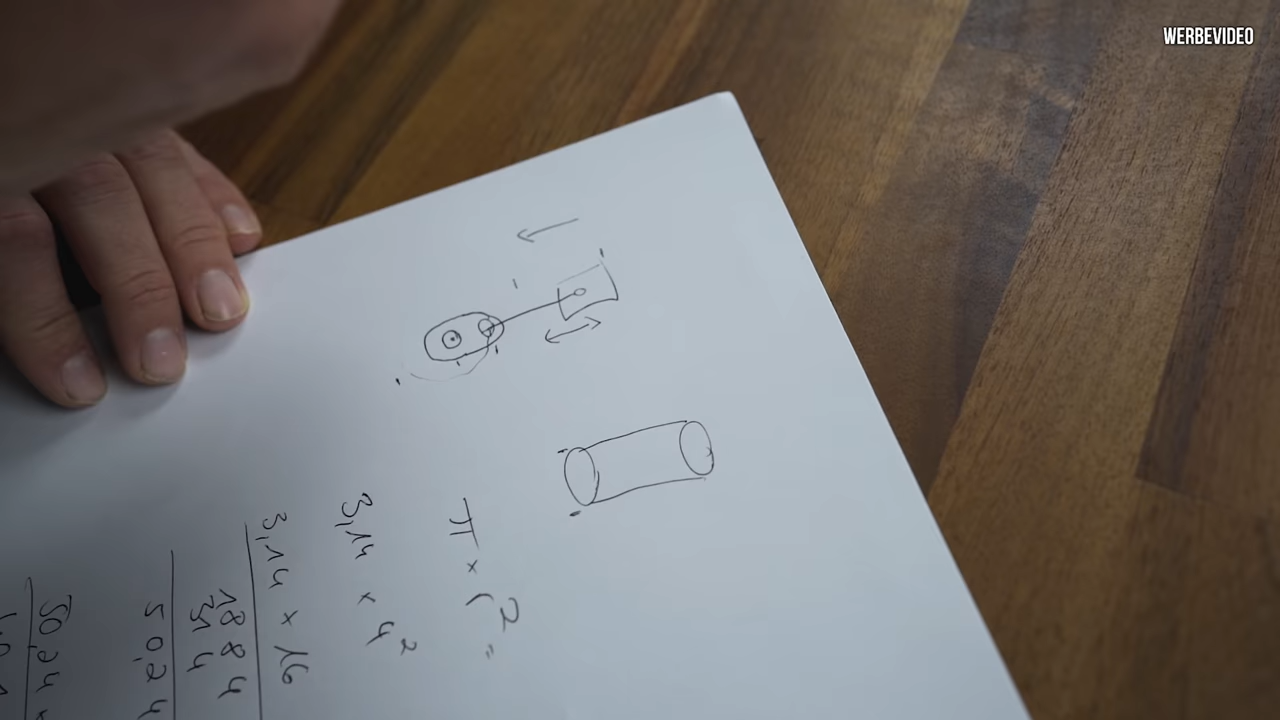 WERBEVIDEO
π × r² =
3,14 × 4²
3,14 × 16
1884
314
50,24
50,24 ×